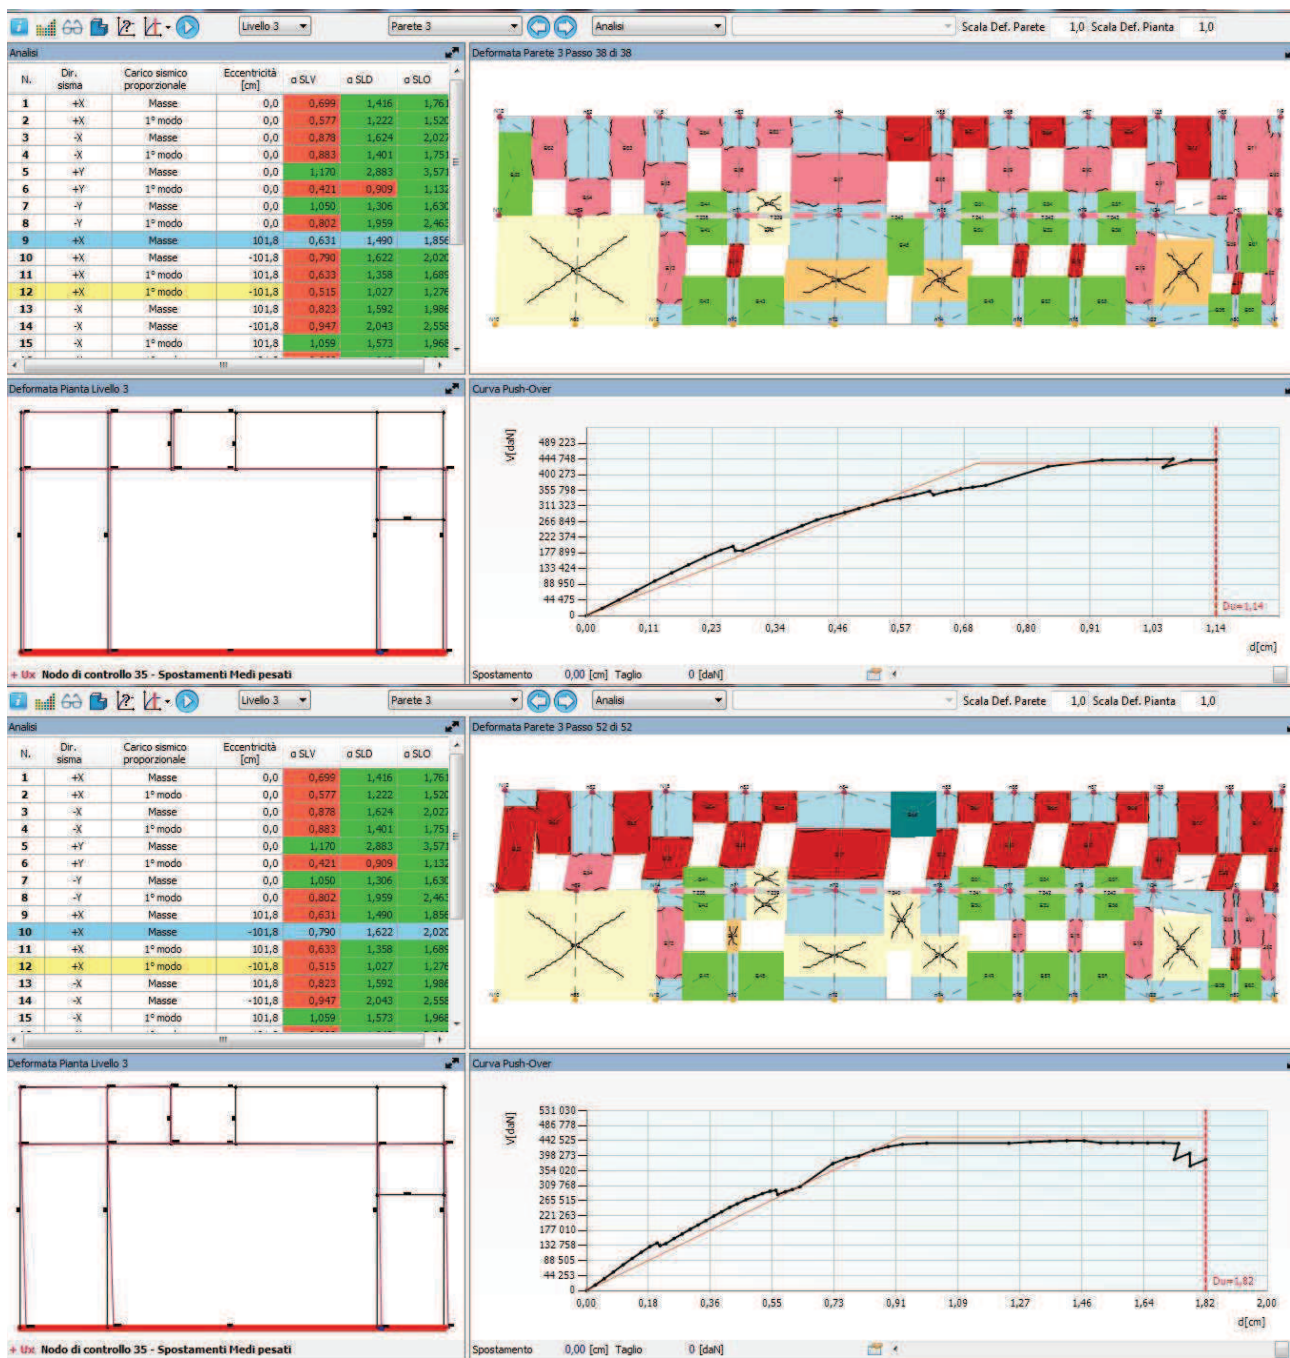 Livello 3 Parete 3 Analisi Scala Def. Parete 1,0 Scala Def. Pianta 1,0
Analisi
N. Dir. sisma Carico sismico proporzionale Eccentricità [cm] α SLV α SLD α SLO
1 +X Masse 0,0 0,699 1,416 1,761
2 +X 1° modo 0,0 0,577 1,222 1,520
3 -X Masse 0,0 0,878 1,624 2,027
4 -X 1° modo 0,0 0,883 1,401 1,751
5 +Y Masse 0,0 1,170 2,883 3,571
6 +Y 1° modo 0,0 0,421 0,909 1,132
7 -Y Masse 0,0 1,050 1,306 1,630
8 -Y 1° modo 0,0 0,802 1,959 2,463
9 +X Masse 101,8 0,631 1,490 1,856
10 +X Masse -101,8 0,790 1,622 2,020
11 +X 1° modo 101,8 0,633 1,358 1,689
12 +X 1° modo -101,8 0,515 1,027 1,276
13 -X Masse 101,8 0,823 1,592 1,986
14 -X Masse -101,8 0,947 2,043 2,558
15 -X 1° modo 101,8 1,059 1,573 1,968
Deformata Parete 3 Passo 38 di 38
Deformata Pianta Livello 3
+ Ux Nodo di controllo 35 - Spostamenti Medi pesati
Curva Push-Over
V[daN]
489 223
444 748
400 273
355 798
311 323
266 849
222 374
177 899
133 424
88 950
44 475
0
0,00 0,11 0,23 0,34 0,46 0,57 0,68 0,80 0,91 1,03 1,14
Du=1,14
d[cm]
Spostamento 0,00 [cm] Taglio 0 [daN]
Livello 3 Parete 3 Analisi Scala Def. Parete 1,0 Scala Def. Pianta 1,0
Analisi
N. Dir. sisma Carico sismico proporzionale Eccentricità [cm] α SLV α SLD α SLO
1 +X Masse 0,0 0,699 1,416 1,761
2 +X 1° modo 0,0 0,577 1,222 1,520
3 -X Masse 0,0 0,878 1,624 2,027
4 -X 1° modo 0,0 0,883 1,401 1,751
5 +Y Masse 0,0 1,170 2,883 3,571
6 +Y 1° modo 0,0 0,421 0,909 1,132
7 -Y Masse 0,0 1,050 1,306 1,630
8 -Y 1° modo 0,0 0,802 1,959 2,463
9 +X Masse 101,8 0,631 1,490 1,856
10 +X Masse -101,8 0,790 1,622 2,020
11 +X 1° modo 101,8 0,633 1,358 1,689
12 +X 1° modo -101,8 0,515 1,027 1,276
13 -X Masse 101,8 0,823 1,592 1,986
14 -X Masse -101,8 0,947 2,043 2,558
15 -X 1° modo 101,8 1,059 1,573 1,968
Deformata Parete 3 Passo 52 di 52
Deformata Pianta Livello 3
+ Ux Nodo di controllo 35 - Spostamenti Medi pesati
Curva Push-Over
V[daN]
531 030
486 778
442 525
398 273
354 020
309 768
265 515
221 263
177 010
132 758
88 505
44 253
0
0,00 0,18 0,36 0,55 0,73 0,91 1,09 1,27 1,46 1,64 1,82 2,00
Du=1,82
d[cm]
Spostamento 0,00 [cm] Taglio 0 [daN]